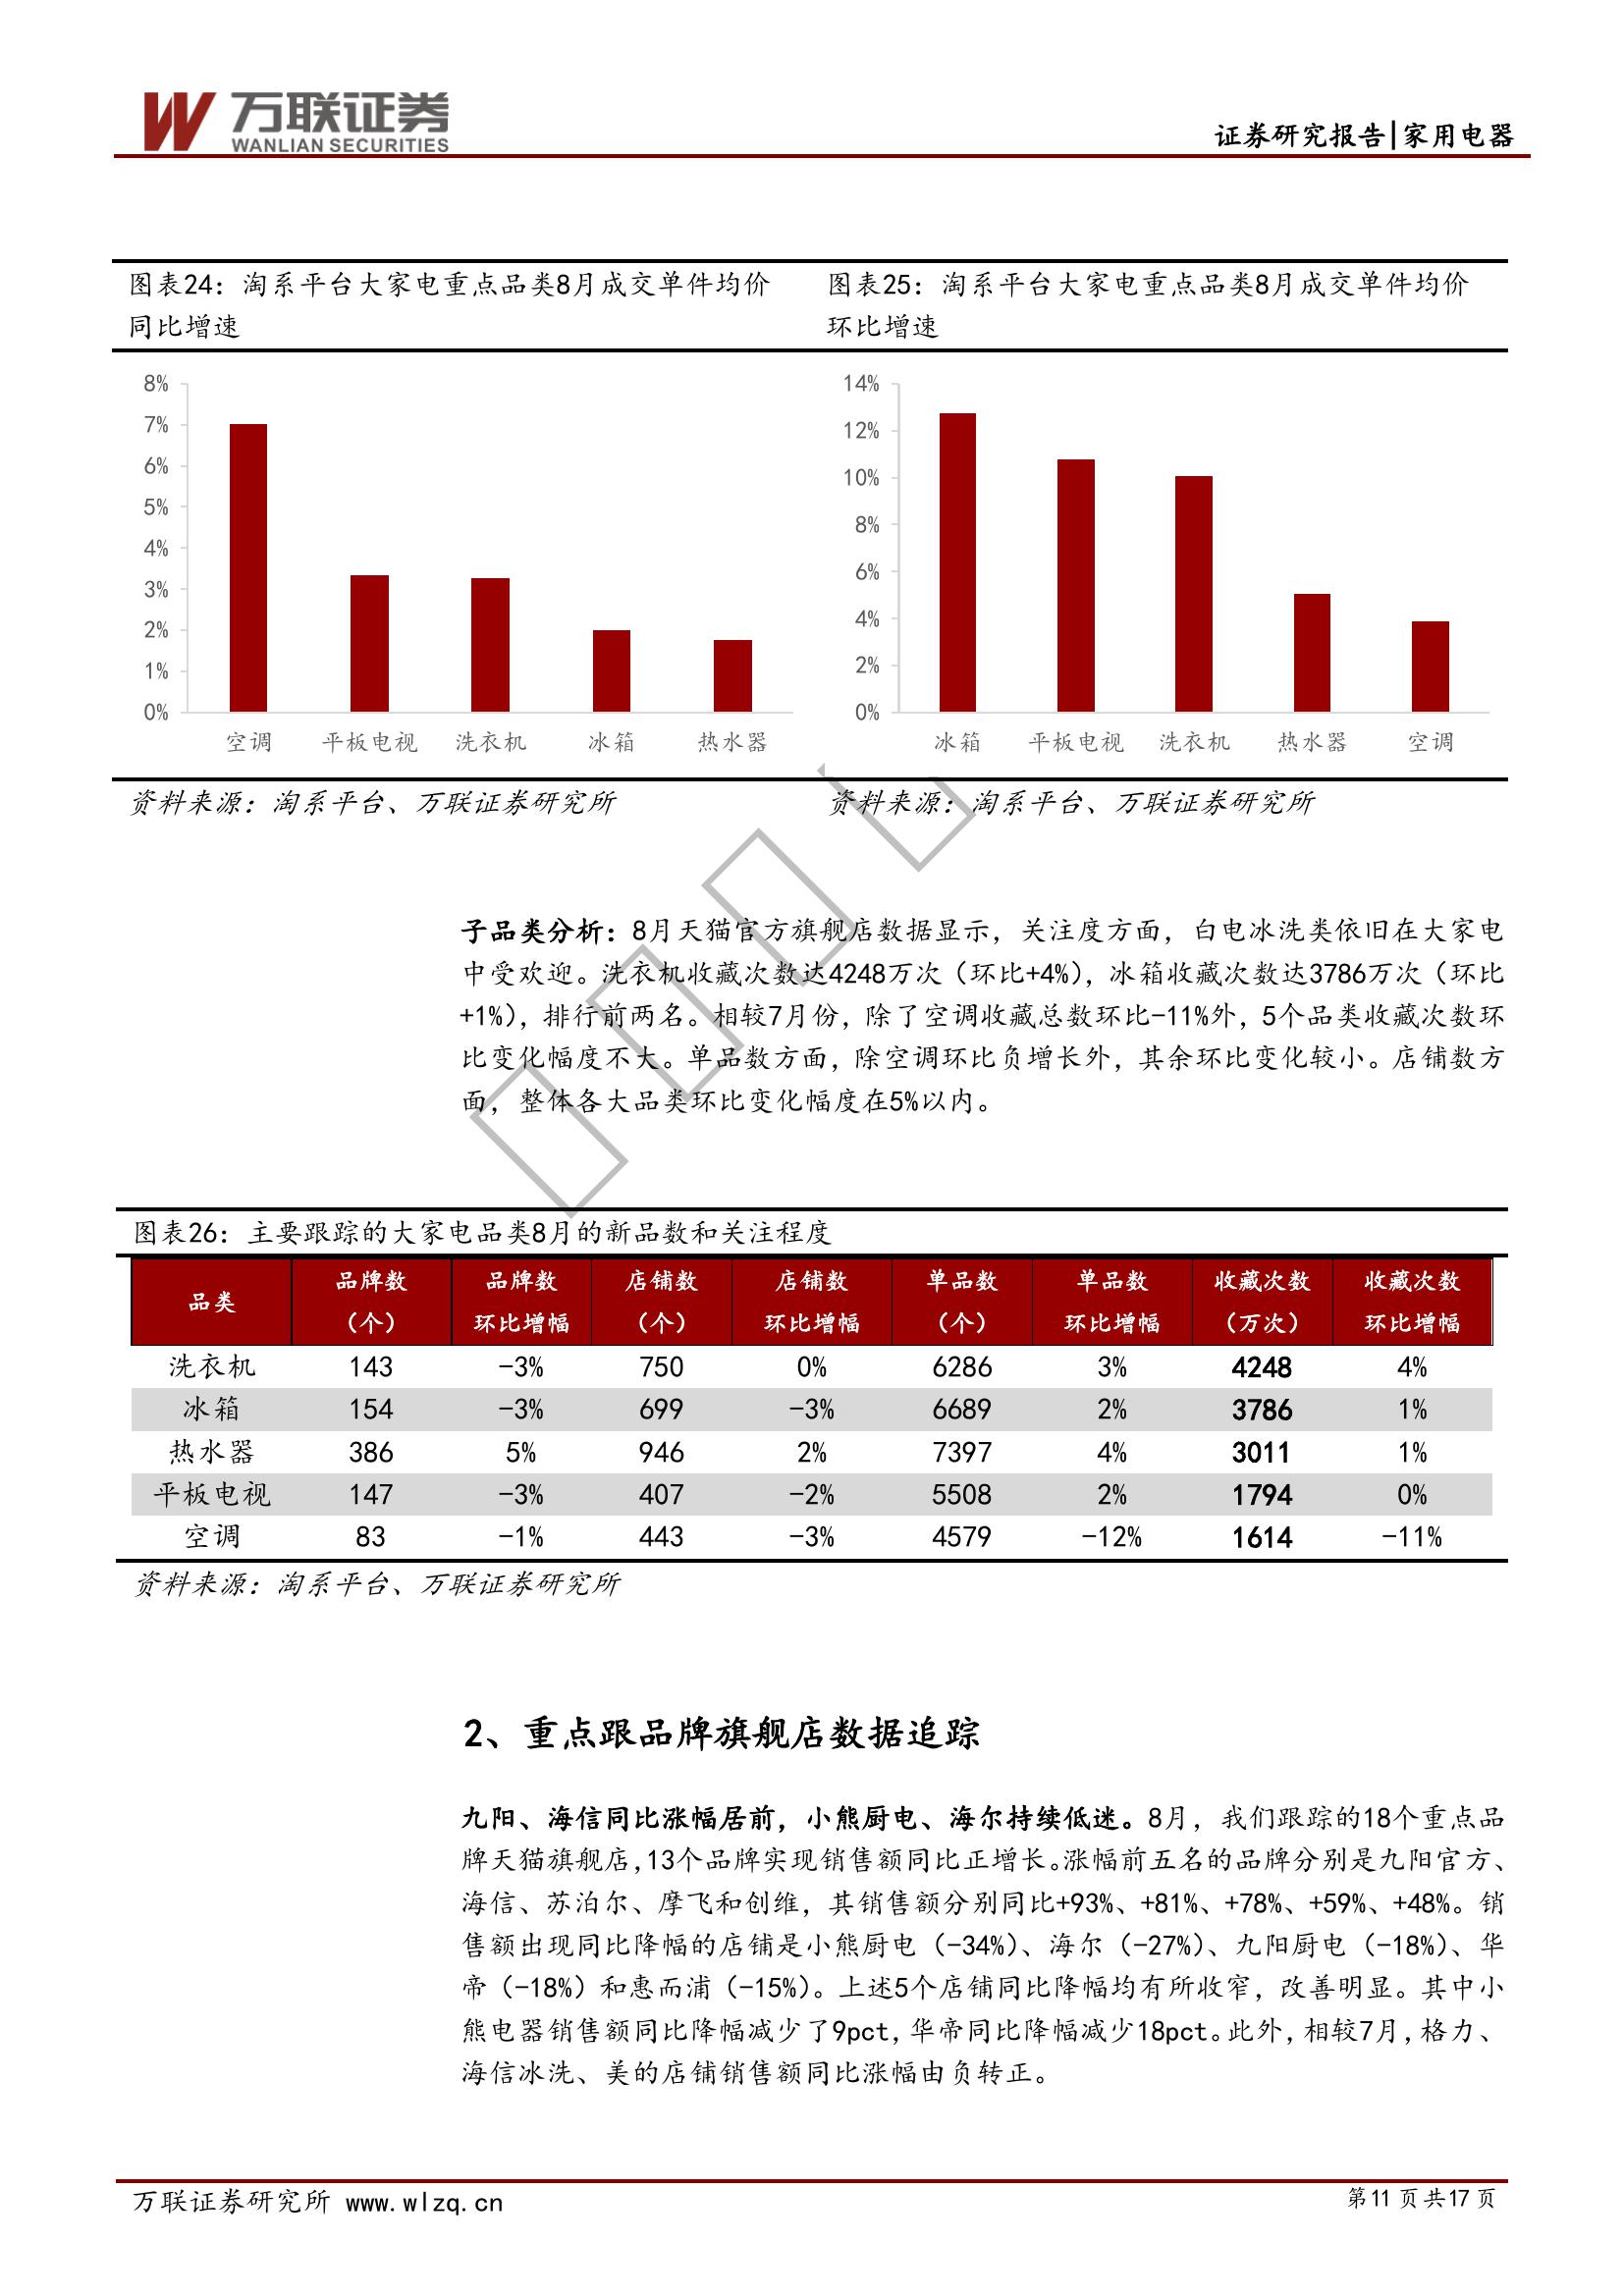 万联证券
WANLIAN SECURITIES
证券研究报告|家用电器
图表24：淘系平台大家电重点品类8月成交单件均价
同比增速
图表25：淘系平台大家电重点品类8月成交单件均价
环比增速
8%
7%
6%
5%
4%
3%
2%
1%
0%
空调 平板电视 洗衣机 冰箱 热水器
14%
12%
10%
8%
6%
4%
2%
0%
冰箱 平板电视 洗衣机 热水器 空调
资料来源：淘系平台、万联证券研究所
资料来源：淘系平台、万联证券研究所
子品类分析：8月天猫官方旗舰店数据显示，关注度方面，白电冰洗类依旧在大家电
中受欢迎。洗衣机收藏次数达4248万次（环比+4%），冰箱收藏次数达3786万次（环比
+1%），排行前两名。相较7月份，除了空调收藏总数环比-11%外，5个品类收藏次数环
比变化幅度不大。单品数方面，除空调环比负增长外，其余环比变化较小。店铺数方
面，整体各大品类环比变化幅度在5%以内。
图表26：主要跟踪的大家电品类8月的新品数和关注程度
品类 品牌数（个） 品牌数环比增幅 店铺数（个） 店铺数环比增幅 单品数（个） 单品数环比增幅 收藏次数（万次） 收藏次数环比增幅
洗衣机 143 -3% 750 0% 6286 3% 4248 4%
冰箱 154 -3% 699 -3% 6689 2% 3786 1%
热水器 386 5% 946 2% 7397 4% 3011 1%
平板电视 147 -3% 407 -2% 5508 2% 1794 0%
空调 83 -1% 443 -3% 4579 -12% 1614 -11%
资料来源：淘系平台、万联证券研究所
2、重点跟品牌旗舰店数据追踪
九阳、海信同比涨幅居前，小熊厨电、海尔持续低迷。8月，我们跟踪的18个重点品
牌天猫旗舰店，13个品牌实现销售额同比正增长。涨幅前五名的品牌分别是九阳官方、
海信、苏泊尔、摩飞和创维，其销售额分别同比+93%、+81%、+78%、+59%、+48%。销
售额出现同比降幅的店铺是小熊厨电（-34%）、海尔（-27%）、九阳厨电（-18%）、华
帝（-18%）和惠而浦（-15%）。上述5个店铺同比降幅均有所收窄，改善明显。其中小
熊电器销售额同比降幅减少了9pct，华帝同比降幅减少18pct。此外，相较7月，格力、
海信冰洗、美的店铺销售额同比涨幅由负转正。
万联证券研究所 www.wlzq.cn
第11页共17页